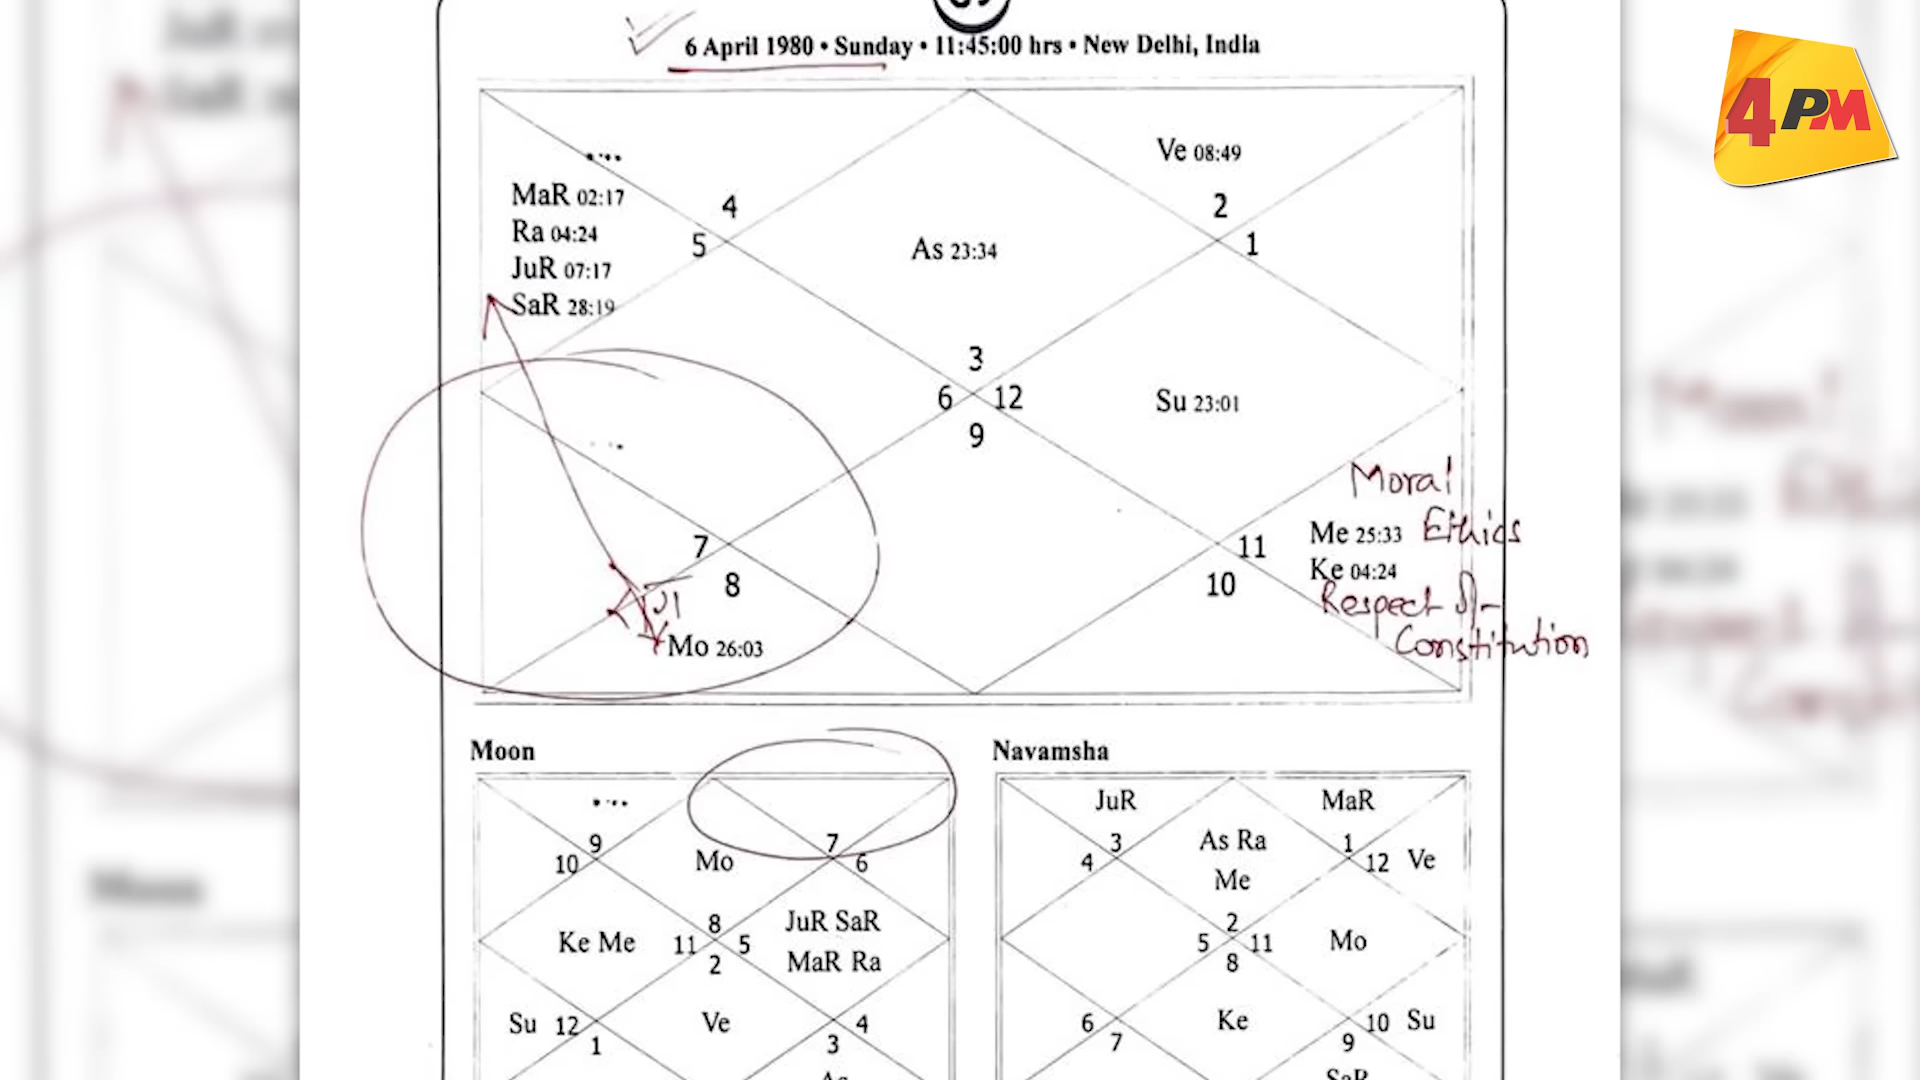 6 April 1980 • Sunday • 11:45:00 hrs • New Delhi, India
4PM
MaR 02:17
Ra 04:24
JuR 07:17
SaR 28:19
4
5
As 23:34
Ve 08:49
2
1
3
6
12
9
Su 23:01
Moral
Me 25:33 Ethics
Ke 04:24
Respect of
Constitution
7
8
Mo 26:03
11
10
Moon
9
10
Mo
7
6
8
11
5
2
Ke Me
JuR SaR
MaR Ra
Su
12
1
Ve
4
3
As
Navamsha
JuR
MaR
3
4
As Ra
Me
1
12
Ve
2
5
11
8
Mo
6
7
Ke
10
Su
9
SaR